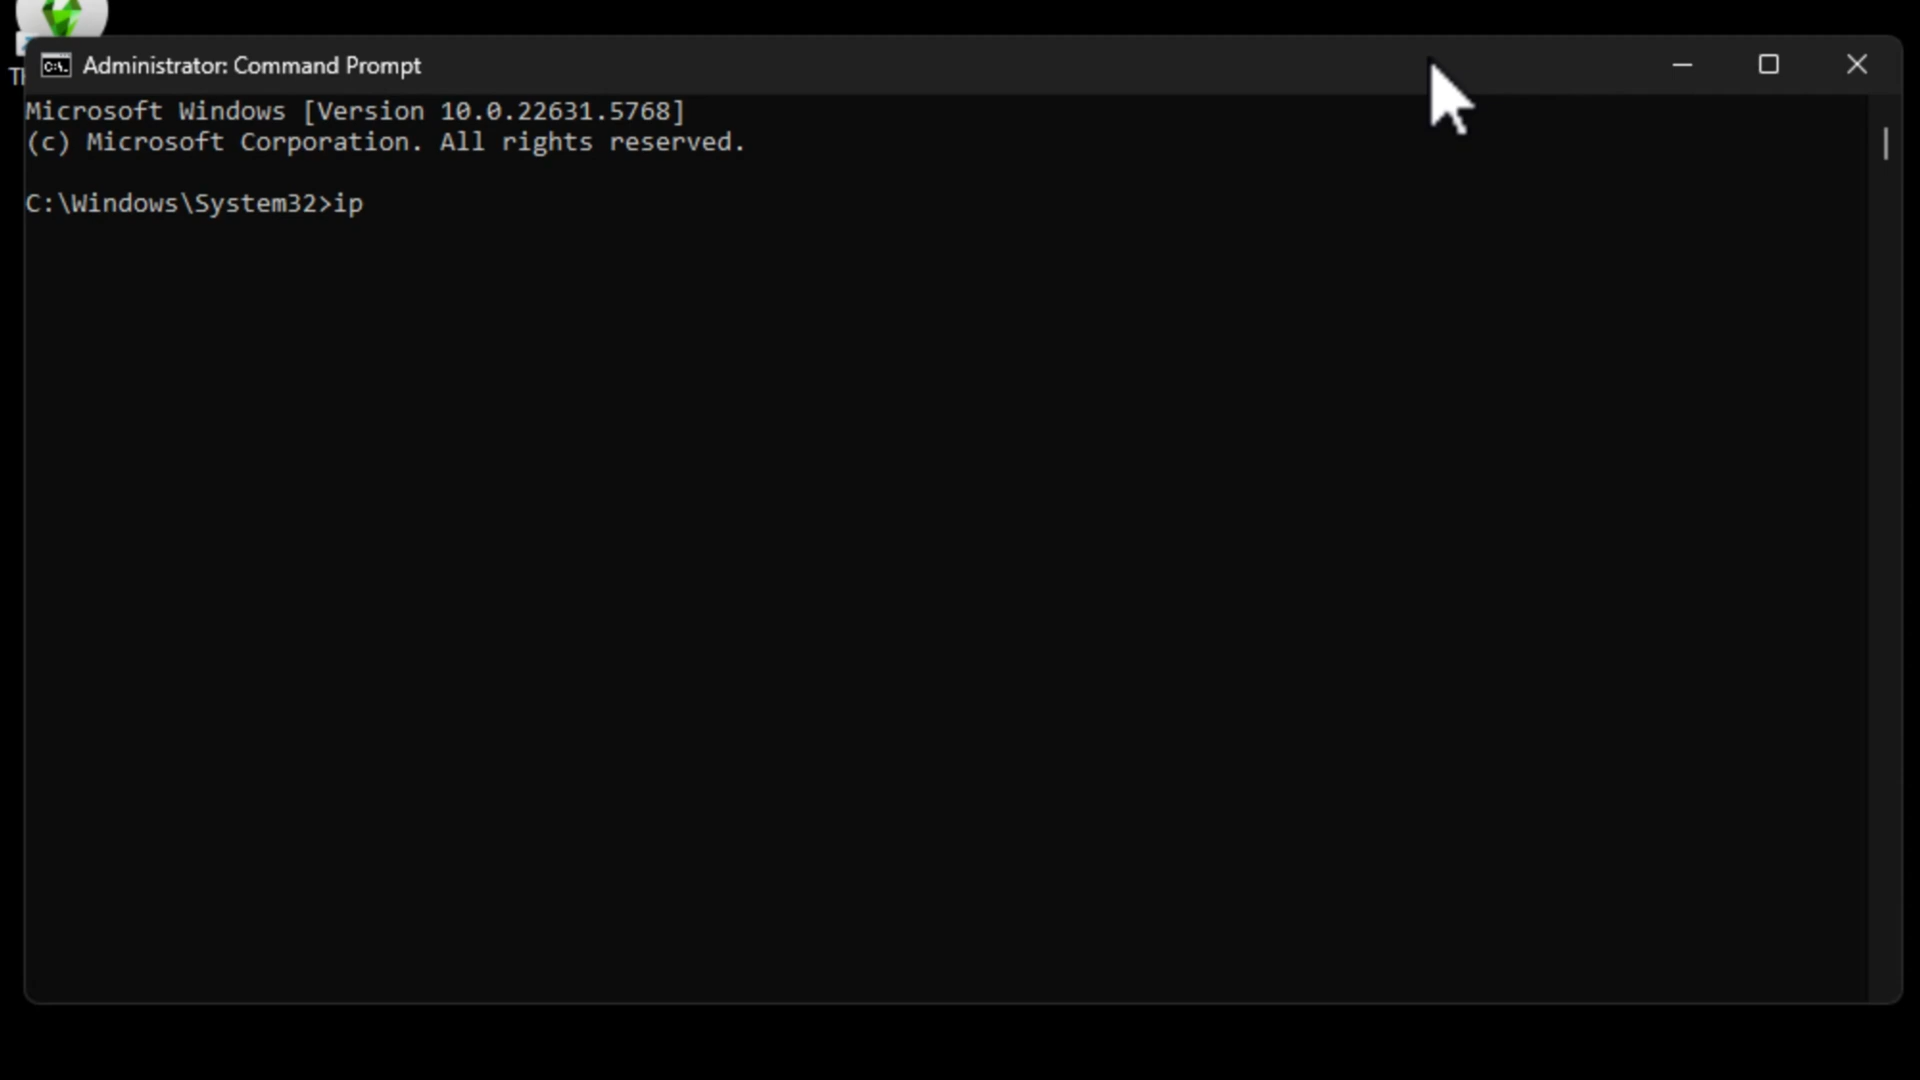 Administrator: Command Prompt
Microsoft Windows [Version 10.0.22631.5768]
(c) Microsoft Corporation. All rights reserved.
C:\Windows\System32>ip